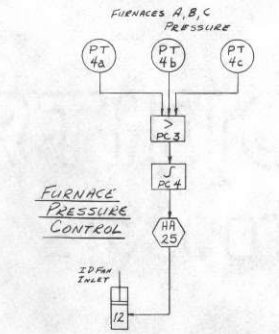 FURNACES A, B, C
PRESSURE
PT
4a
PT
4b
PT
4c
>
PC 3
∫
PC 4
FURNACE
PRESSURE
CONTROL
HA
25
ID FAN
INLET
12